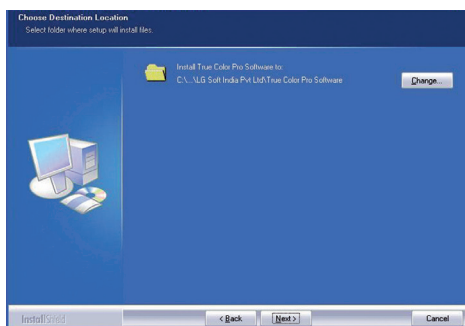 Choose Destination Location
Select folder where setup will install files.
Install True Color Pro Software to:
C:\...\LG Soft India Pvt Ltd\True Color Pro Software
Change...
InstallShield
< Back
Next >
Cancel